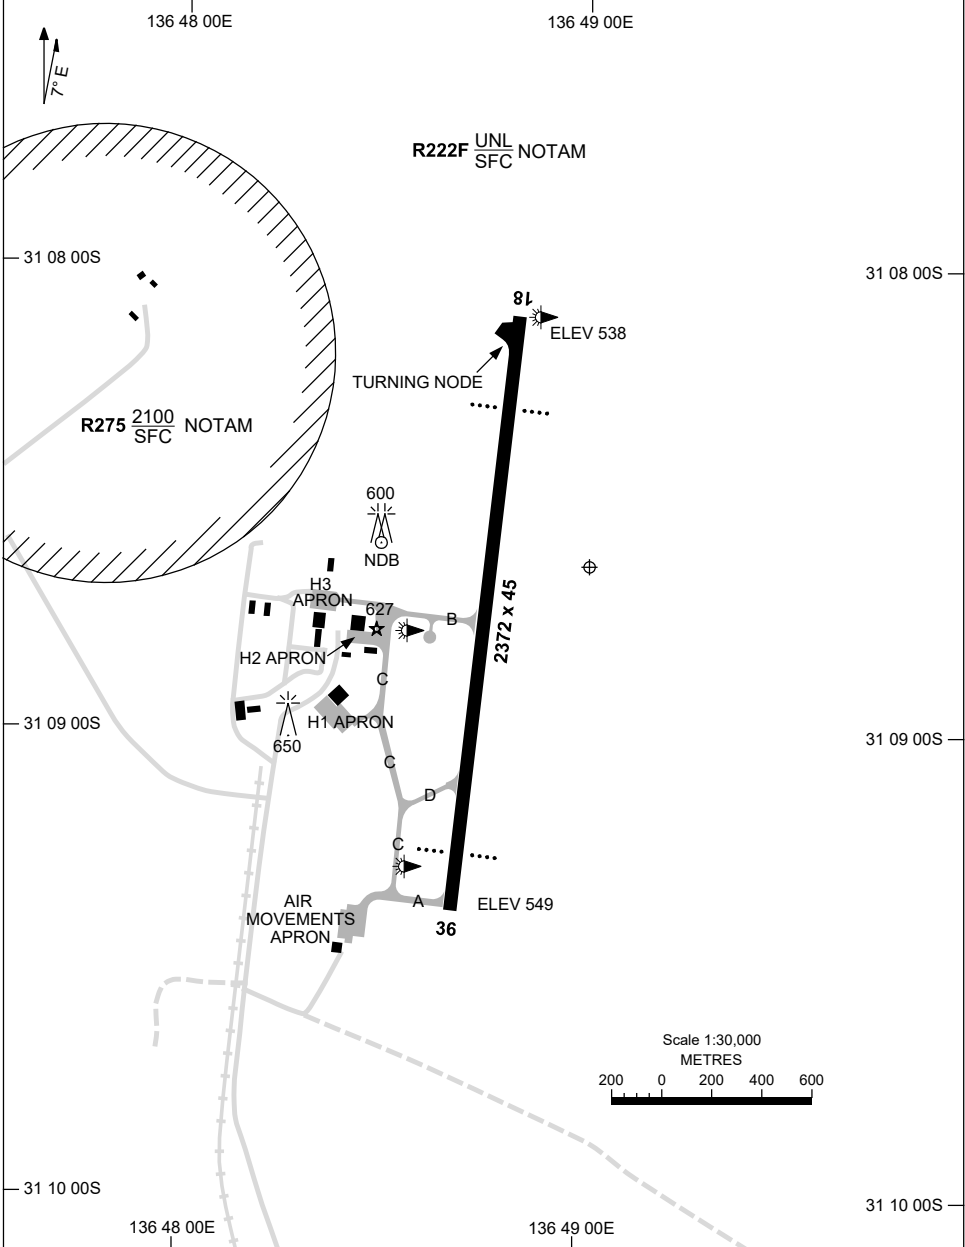 136 48 00E
136 49 00E
7° E
R222F UNL
SFC NOTAM
31 08 00S
31 08 00S
18
ELEV 538
TURNING NODE
R275 2100
SFC NOTAM
600
NDB
H3
APRON
627
B
2372 x 45
H2 APRON
C
H1 APRON
31 09 00S
31 09 00S
650
C
D
C
AIR
MOVEMENTS
APRON
A
ELEV 549
36
Scale 1:30,000
METRES
200 0 200 400 600
31 10 00S
31 10 00S
136 48 00E
136 49 00E